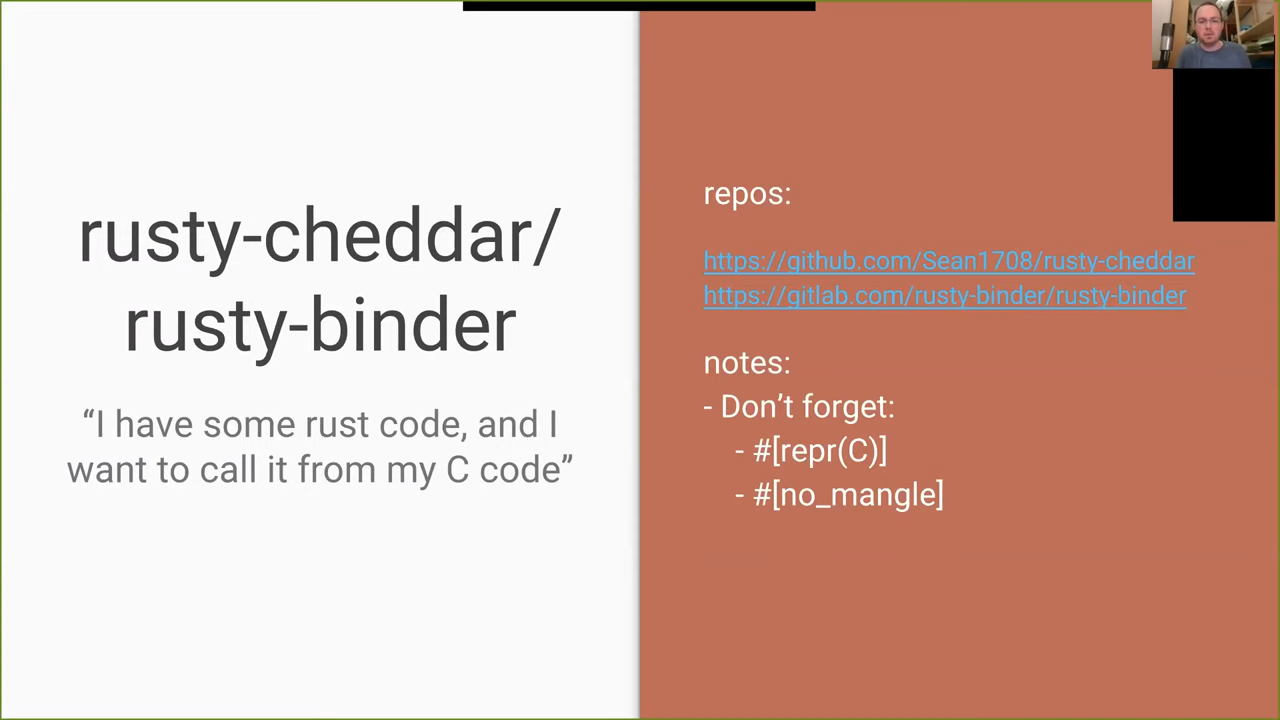 rusty-cheddar/
rusty-binder
“I have some rust code, and I
want to call it from my C code”
repos:
https://github.com/Sean1708/rusty-cheddar
https://gitlab.com/rusty-binder/rusty-binder
notes:
- Don’t forget:
- #[repr(C)]
- #[no_mangle]